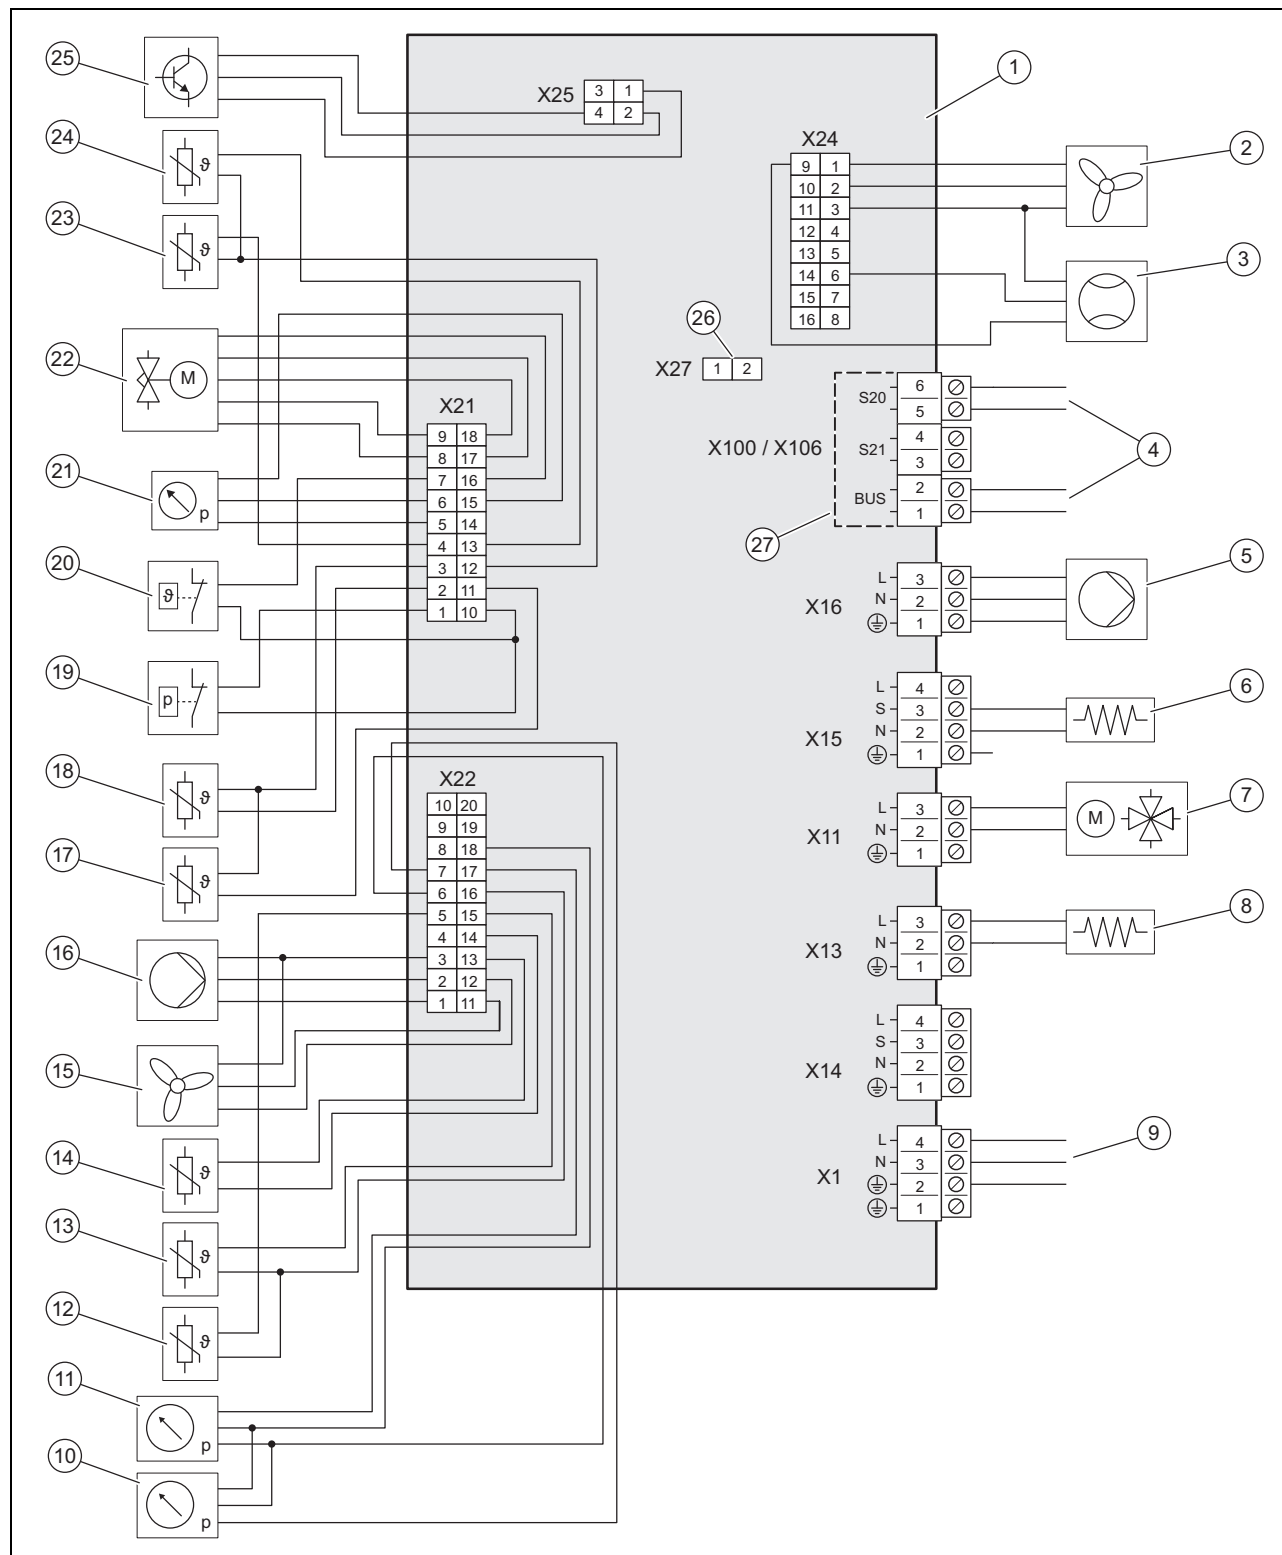 25
24
23
22
21
20
19
18
17
16
15
14
13
12
11
10
ϑ
ϑ
M
p
ϑ
p
ϑ
ϑ
ϑ
ϑ
ϑ
p
p
X25
3 1
4 2
X24
9 1
10 2
11 3
12 4
13 5
14 6
15 7
16 8
26
X27 1 2
X21
9 18
8 17
7 16
6 15
5 14
4 13
3 12
2 11
1 10
X22
10 20
9 19
8 18
7 17
6 16
5 15
4 14
3 13
2 12
1 11
1
2
3
X100 / X106
S20 6
5
S21 4
3
BUS 2
1
27
4
X16
L 3
N 2
1
5
X15
L 4
S 3
N 2
1
6
X11
L 3
N 2
1
M
7
X13
L 3
N 2
1
8
X14
L 4
S 3
N 2
1
X1
L 4
N 3
2
1
9